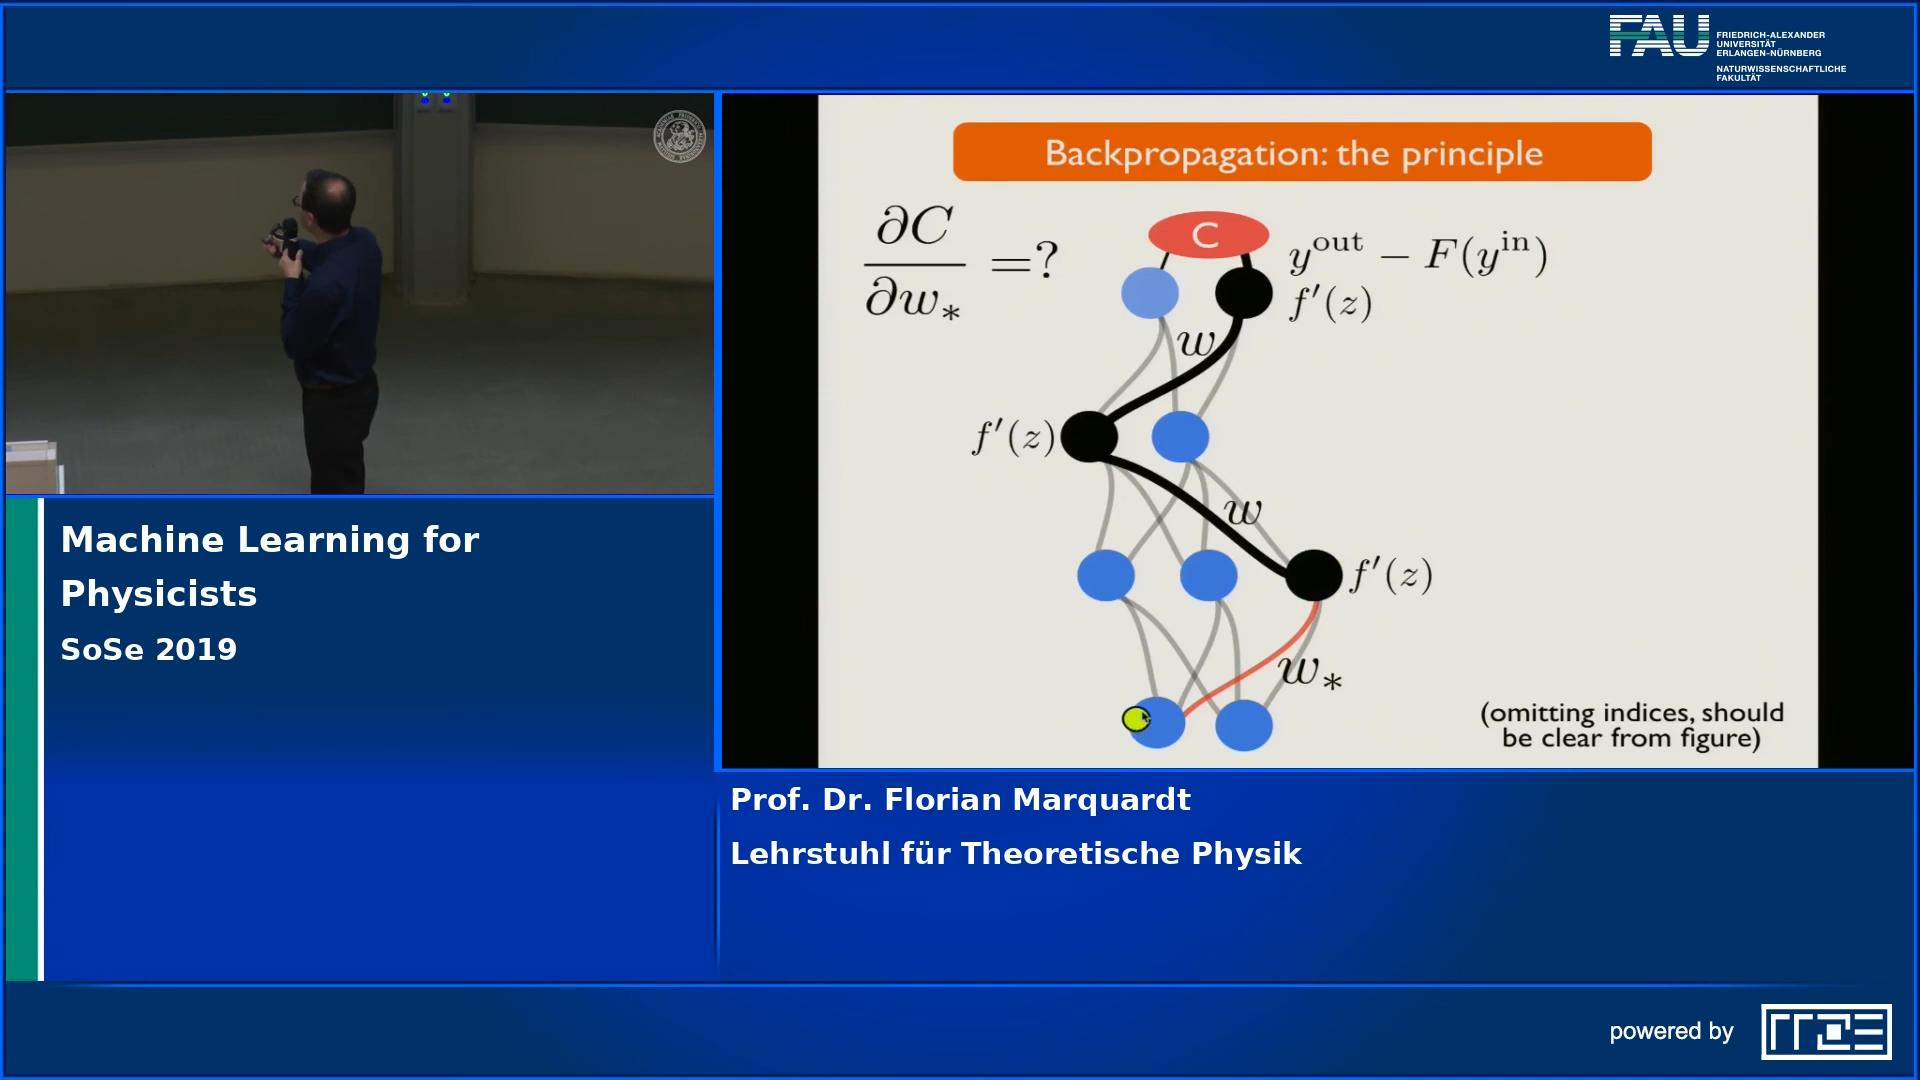 FAU
FRIEDRICH-ALEXANDER
UNIVERSITÄT
ERLANGEN-NÜRNBERG
NATURWISSENSCHAFTLICHE
FAKULTÄT
Backpropagation: the principle
∂C/∂w* =?
C
y^out − F(y^in)
f′(z)
w
f′(z)
w
f′(z)
w*
(omitting indices, should
be clear from figure)
Machine Learning for
Physicists
SoSe 2019
Prof. Dr. Florian Marquardt
Lehrstuhl für Theoretische Physik
powered by
rrze